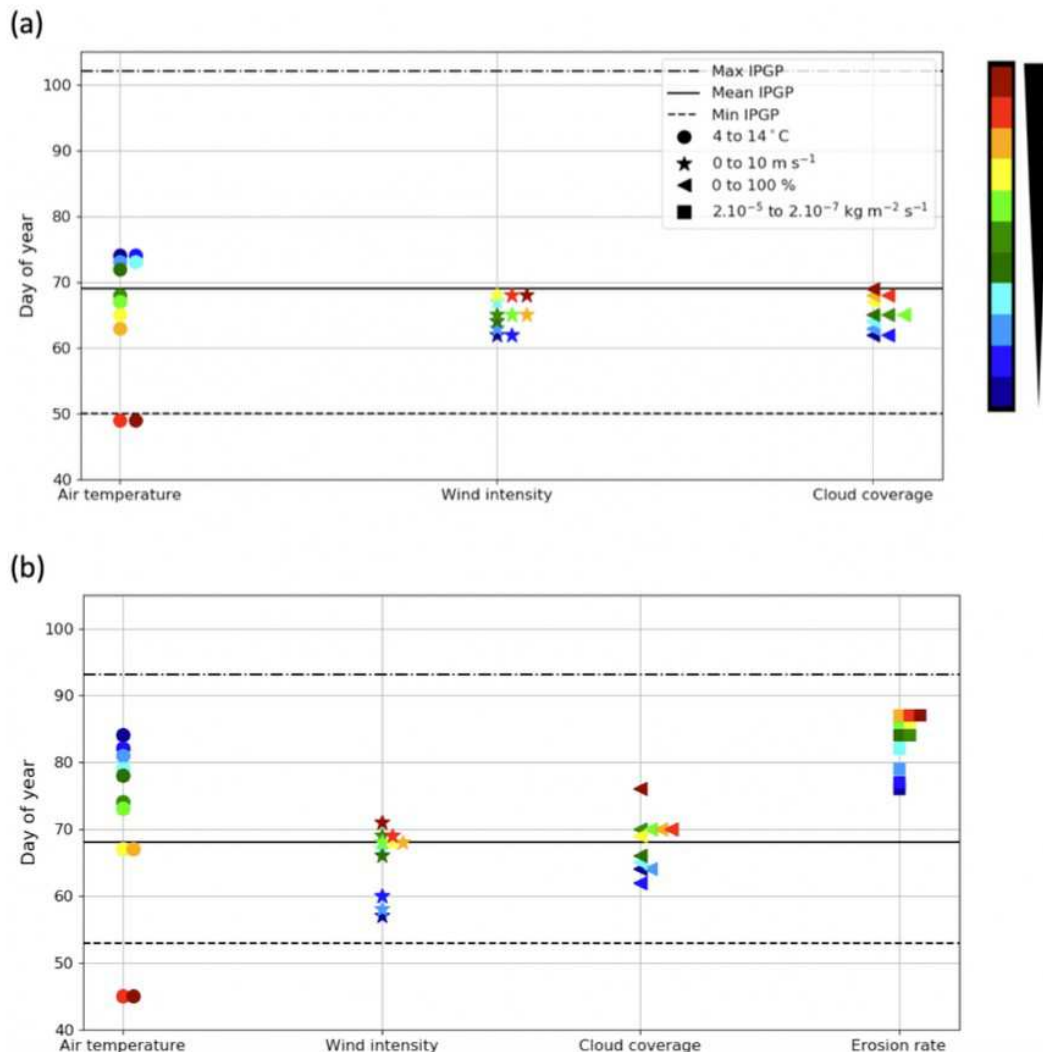 (a)
100
90
80
70
60
50
40
Day of year
Max IPGP
Mean IPGP
Min IPGP
4 to 14°C
0 to 10 m s⁻¹
0 to 100 %
2.10⁻⁵ to 2.10⁻⁷ kg m⁻² s⁻¹
Air temperature
Wind intensity
Cloud coverage
(b)
100
90
80
70
60
50
40
Day of year
Air temperature
Wind intensity
Cloud coverage
Erosion rate